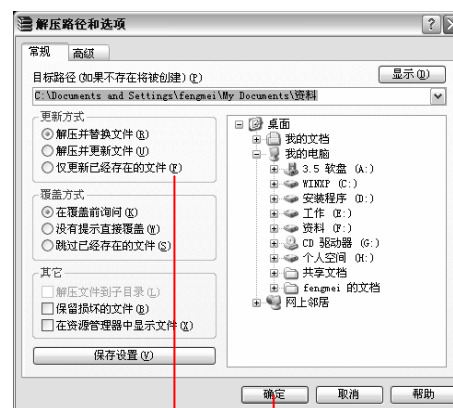 解压路径和选项
常规 高级
目标路径(如果不存在将被创建)(P)
显示(D)
C:\Documents and Settings\fengmei\My Documents\资料
更新方式
解压并替换文件(R)
解压并更新文件(U)
仅更新已经存在的文件(F)
覆盖方式
在覆盖前询问(K)
没有提示直接覆盖(W)
跳过已经存在的文件(S)
其它
解压文件到子目录(L)
保留损坏的文件(B)
在资源管理器中显示文件(X)
保存设置(V)
桌面
我的文档
我的电脑
3.5 软盘 (A:)
WINXP (C:)
安装程序 (D:)
工作 (E:)
资料 (F:)
CD 驱动器 (G:)
个人空间 (H:)
共享文档
fengmei 的文档
网上邻居
确定 取消 帮助